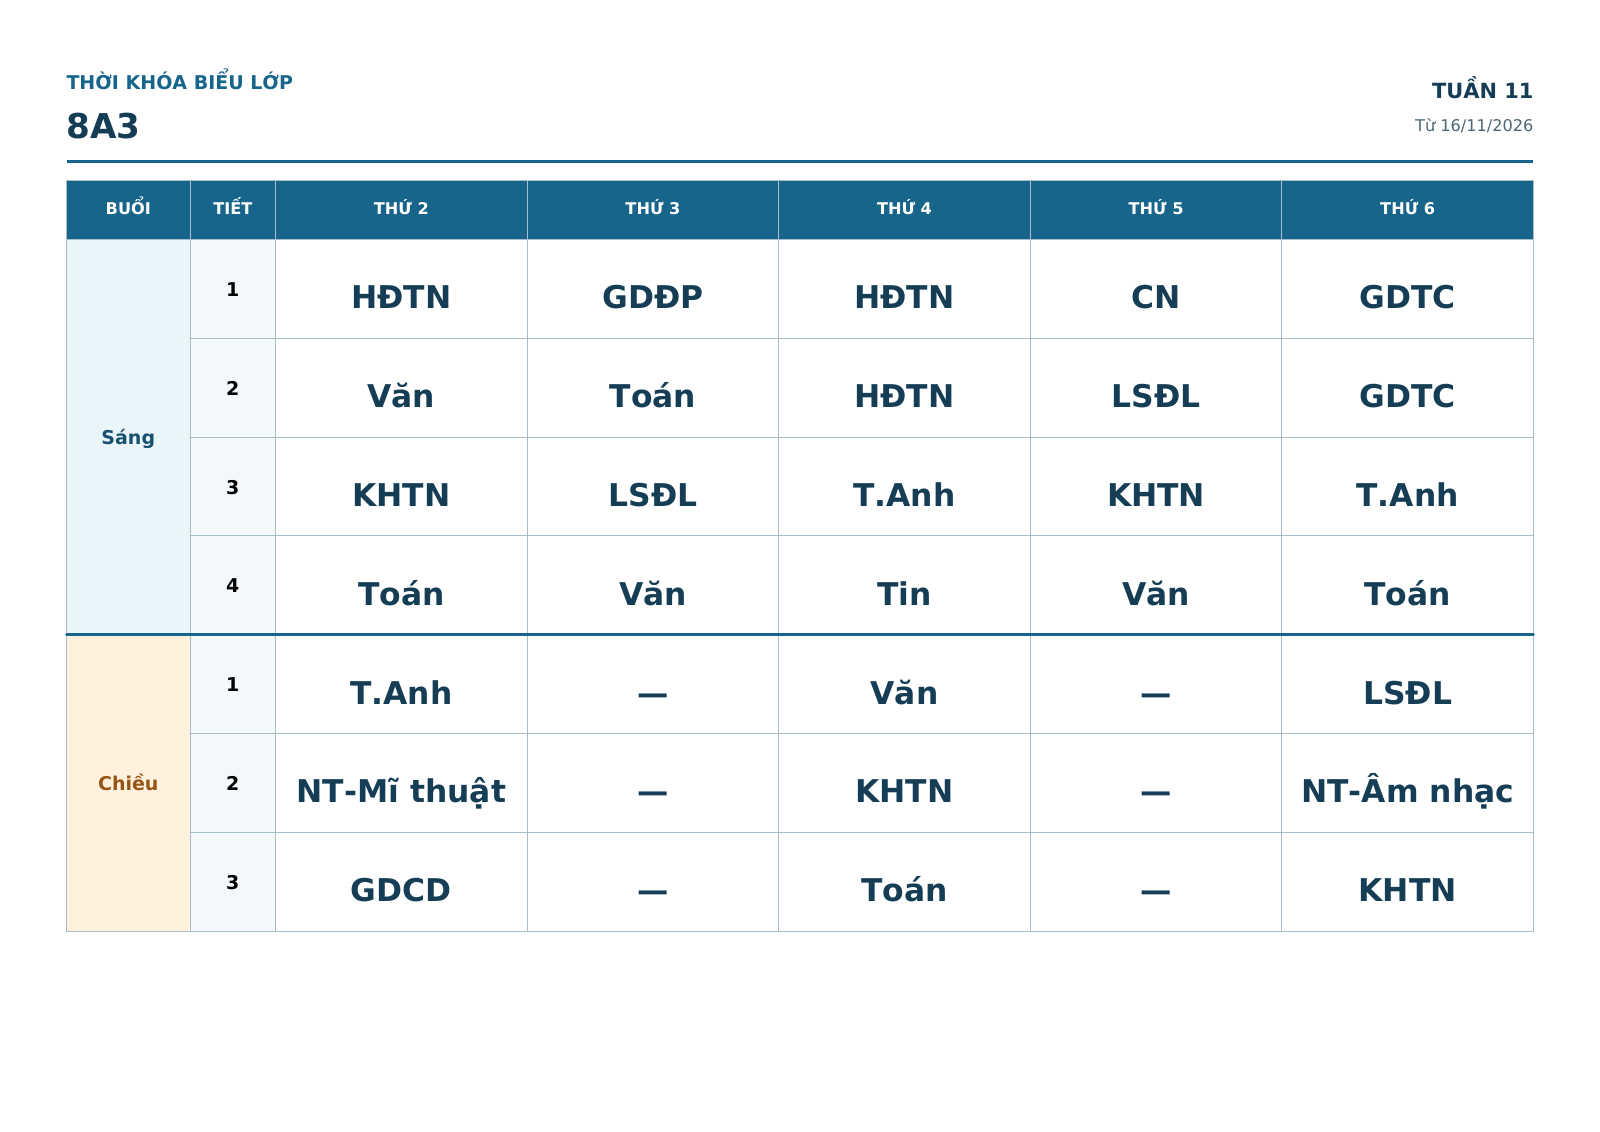 THỜI KHÓA BIỂU LỚP
8A3
TUẦN 11
Từ 16/11/2026
BUỔI TIẾT THỨ 2 THỨ 3 THỨ 4 THỨ 5 THỨ 6
Sáng
1 HĐTN GDĐP HĐTN CN GDTC
2 Văn Toán HĐTN LSĐL GDTC
3 KHTN LSĐL T.Anh KHTN T.Anh
4 Toán Văn Tin Văn Toán
Chiều
1 T.Anh — Văn — LSĐL
2 NT-Mĩ thuật — KHTN — NT-Âm nhạc
3 GDCD — Toán — KHTN